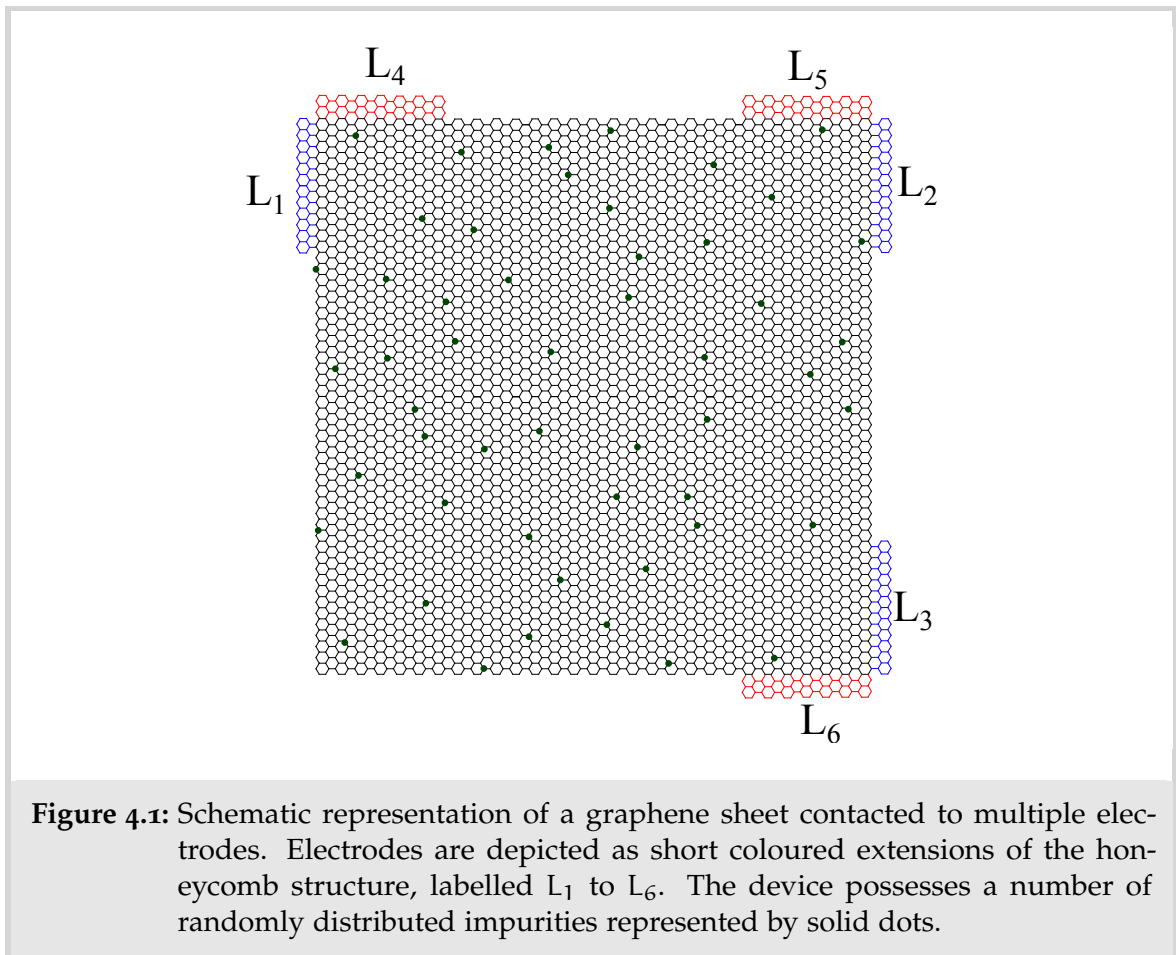 L₄
L₅
L₁
L₂
L₃
L₆
Figure 4.1: Schematic representation of a graphene sheet contacted to multiple elec-
trodes. Electrodes are depicted as short coloured extensions of the hon-
eycomb structure, labelled L₁ to L₆. The device possesses a number of
randomly distributed impurities represented by solid dots.